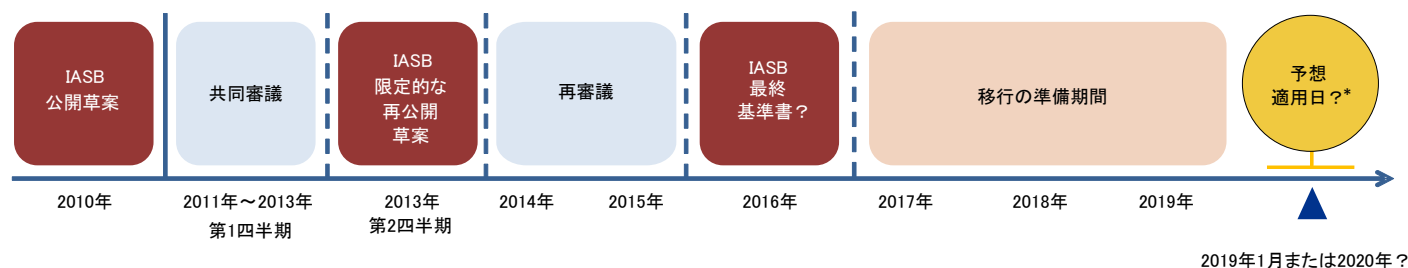 IASB
公開草案
共同審議
IASB
限定的な
再公開
草案
再審議
IASB
最終
基準書？
移行の準備期間
予想
適用日？*
2010年
2011年～2013年
第1四半期
2013年
第2四半期
2014年
2015年
2016年
2017年
2018年
2019年
2019年1月または2020年？